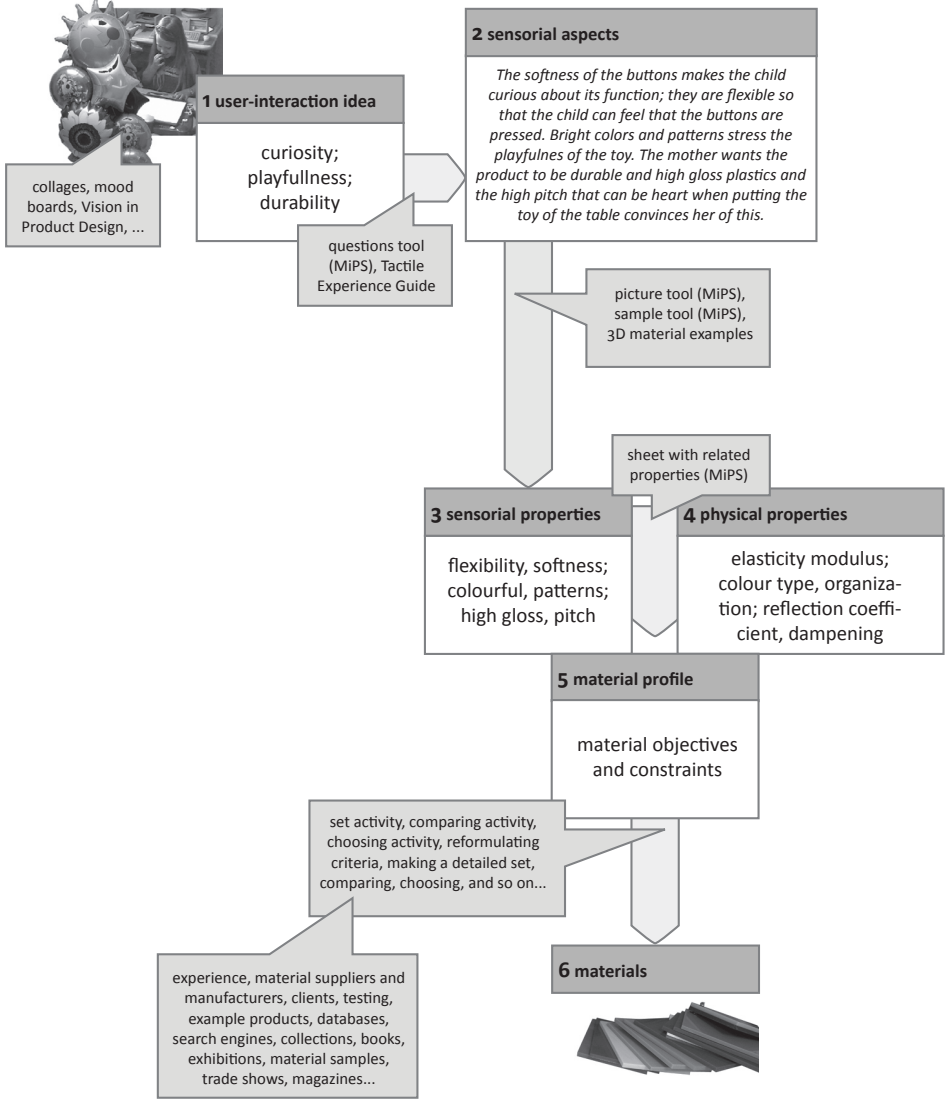 2 sensorial aspects
The softness of the buttons makes the child
curious about its function; they are flexible so
that the child can feel that the buttons are
pressed. Bright colors and patterns stress the
playfulnes of the toy. The mother wants the
product to be durable and high gloss plastics and
the high pitch that can be heart when putting the
toy of the table convinces her of this.
1 user-interaction idea
curiosity;
playfullness;
durability
collages, mood
boards, Vision in
Product Design, ...
questions tool
(MiPS), Tactile
Experience Guide
picture tool (MiPS),
sample tool (MiPS),
3D material examples
sheet with related
properties (MiPS)
3 sensorial properties
flexibility, softness;
colourful, patterns;
high gloss, pitch
4 physical properties
elasticity modulus;
colour type, organiza-
tion; reflection coeffi-
cient, dampening
5 material profile
material objectives
and constraints
set activity, comparing activity,
choosing activity, reformulating
criteria, making a detailed set,
comparing, choosing, and so on...
6 materials
experience, material suppliers and
manufacturers, clients, testing,
example products, databases,
search engines, collections, books,
exhibitions, material samples,
trade shows, magazines...